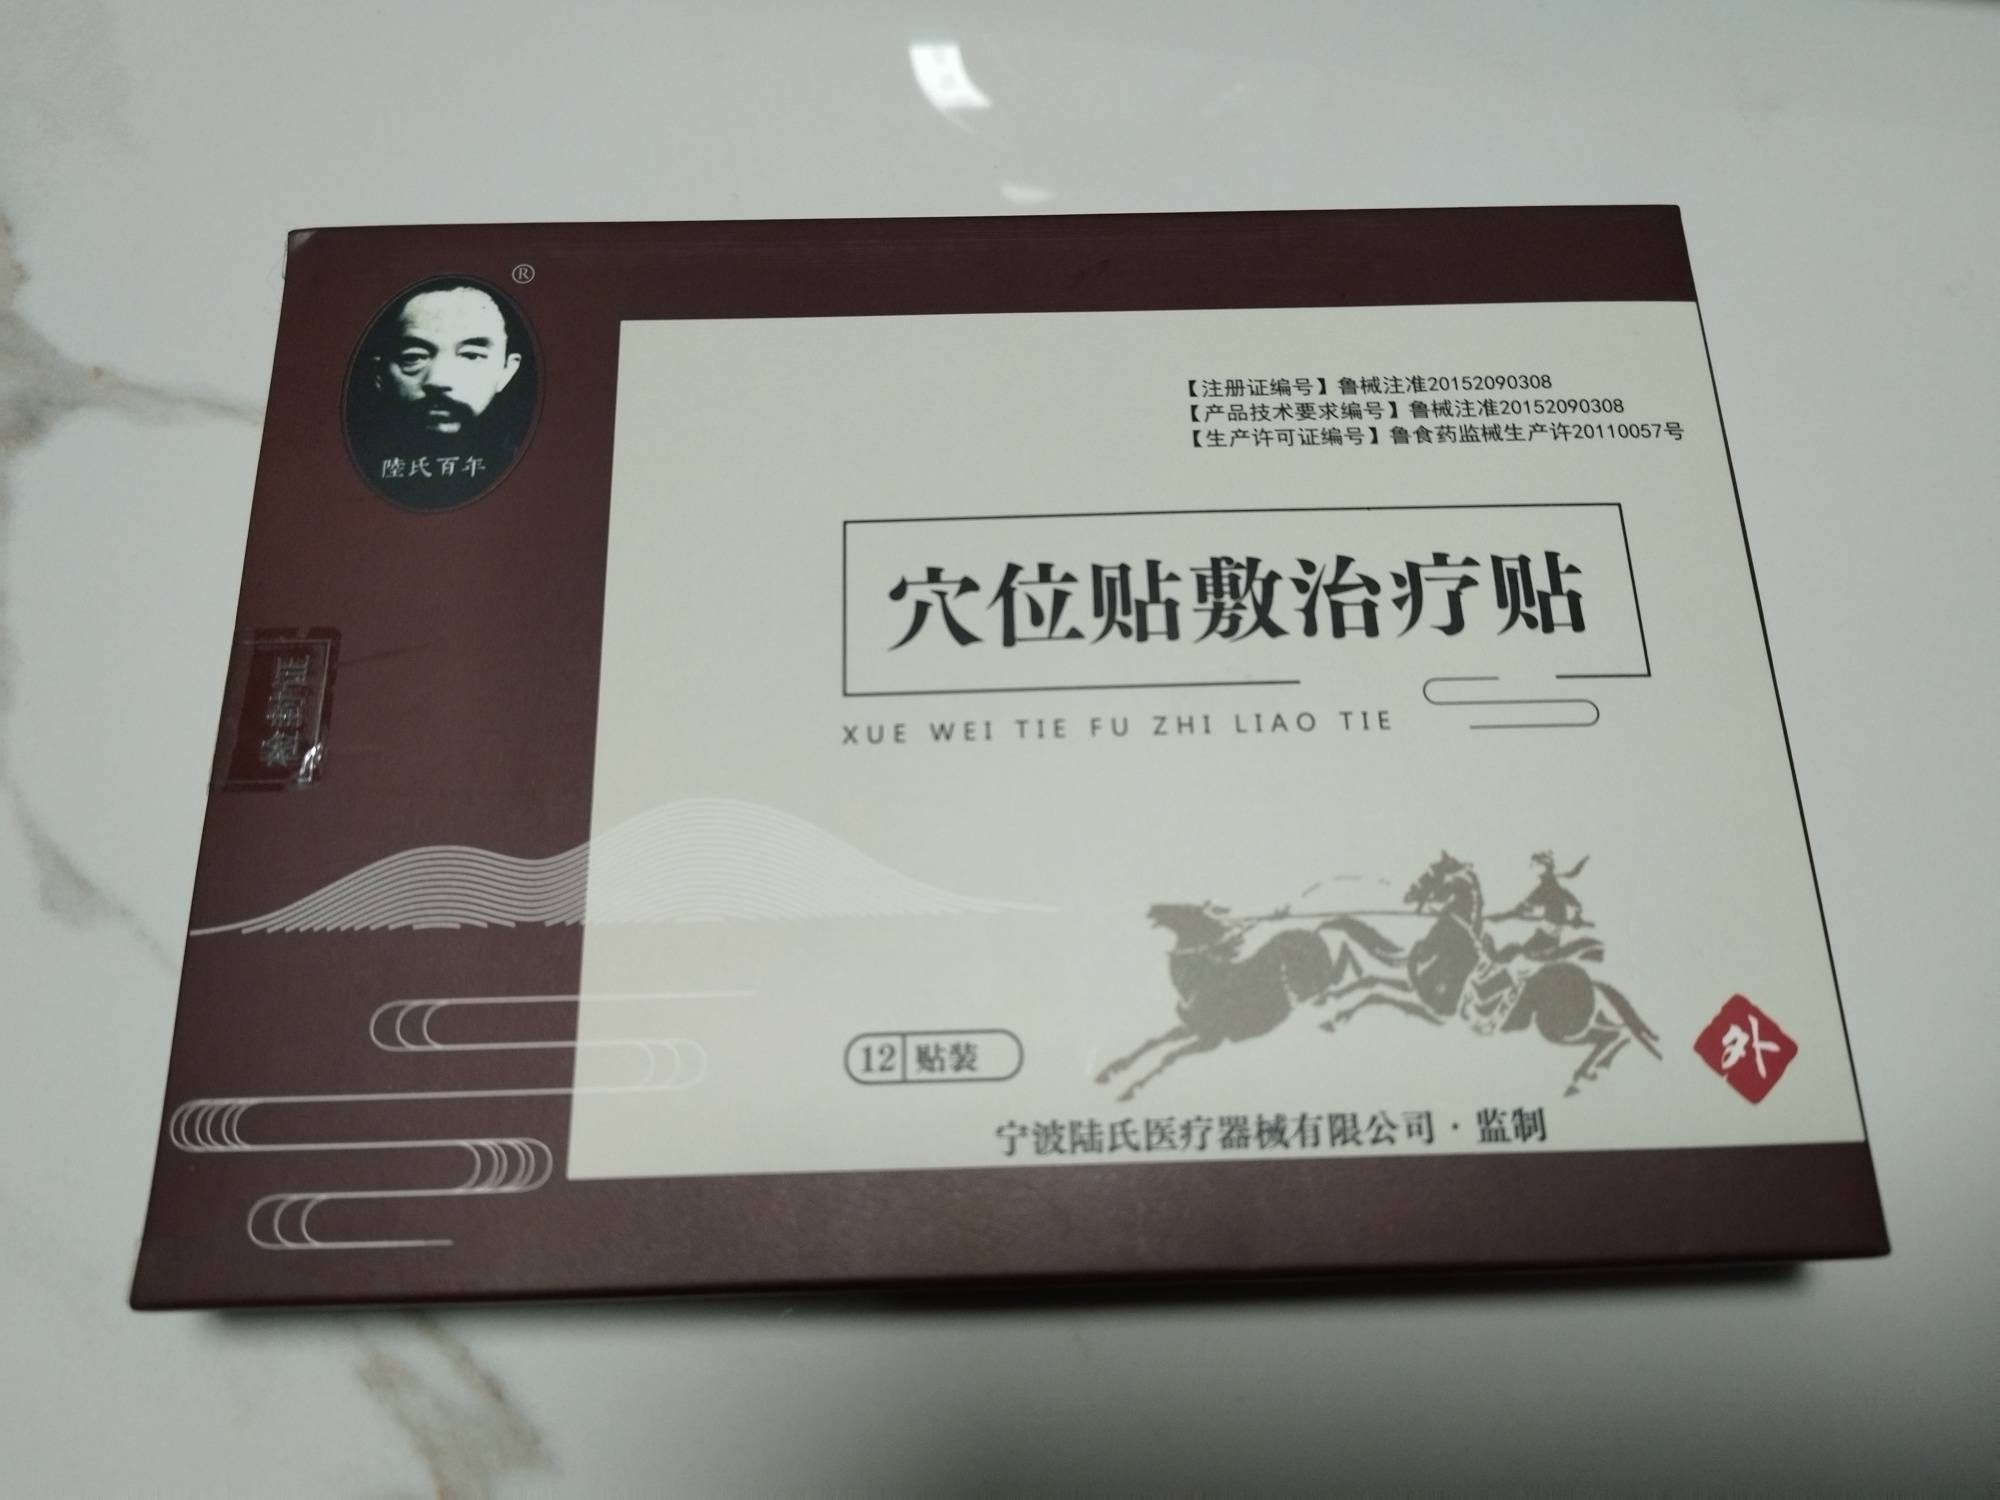 ®
陸氏百年
【注册证编号】鲁械注准20152090308
【产品技术要求编号】鲁械注准20152090308
【生产许可证编号】鲁食药监械生产许20110057号
穴位贴敷治疗贴
XUE WEI TIE FU ZHI LIAO TIE
12 贴装
外
宁波陆氏医疗器械有限公司·监制